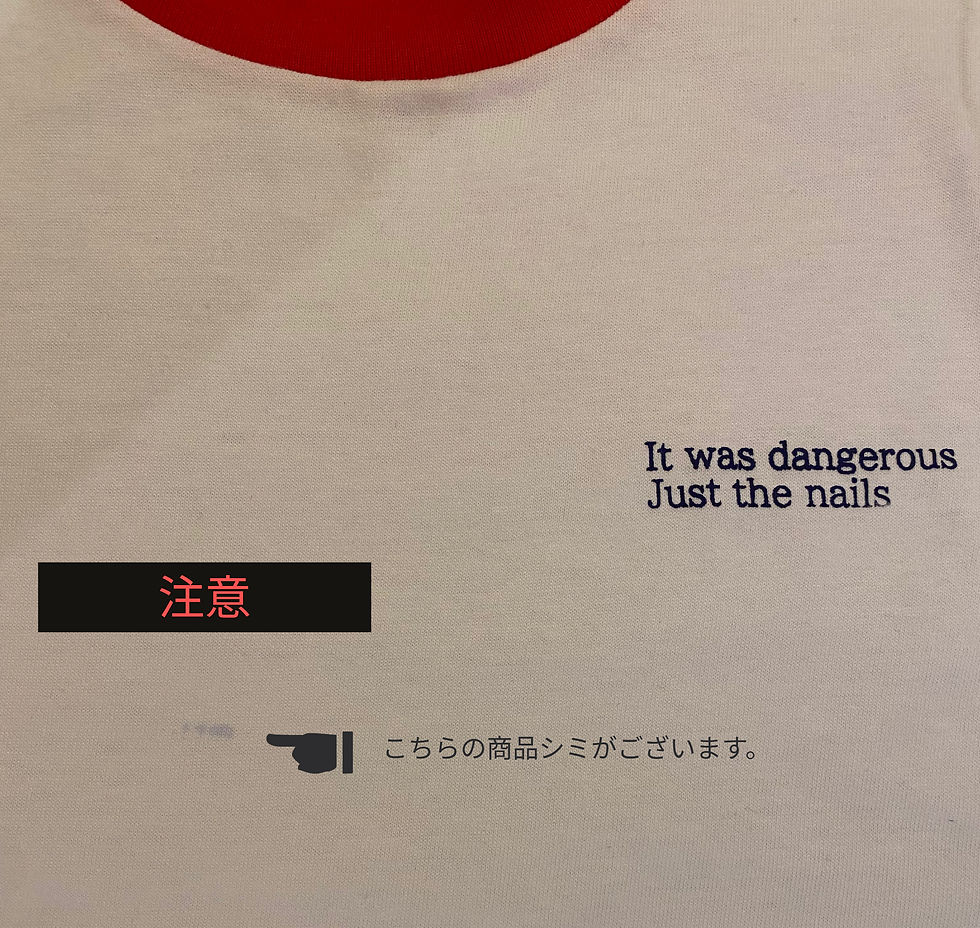 It was dangerous
Just the nails
注意
こちらの商品シミがございます。